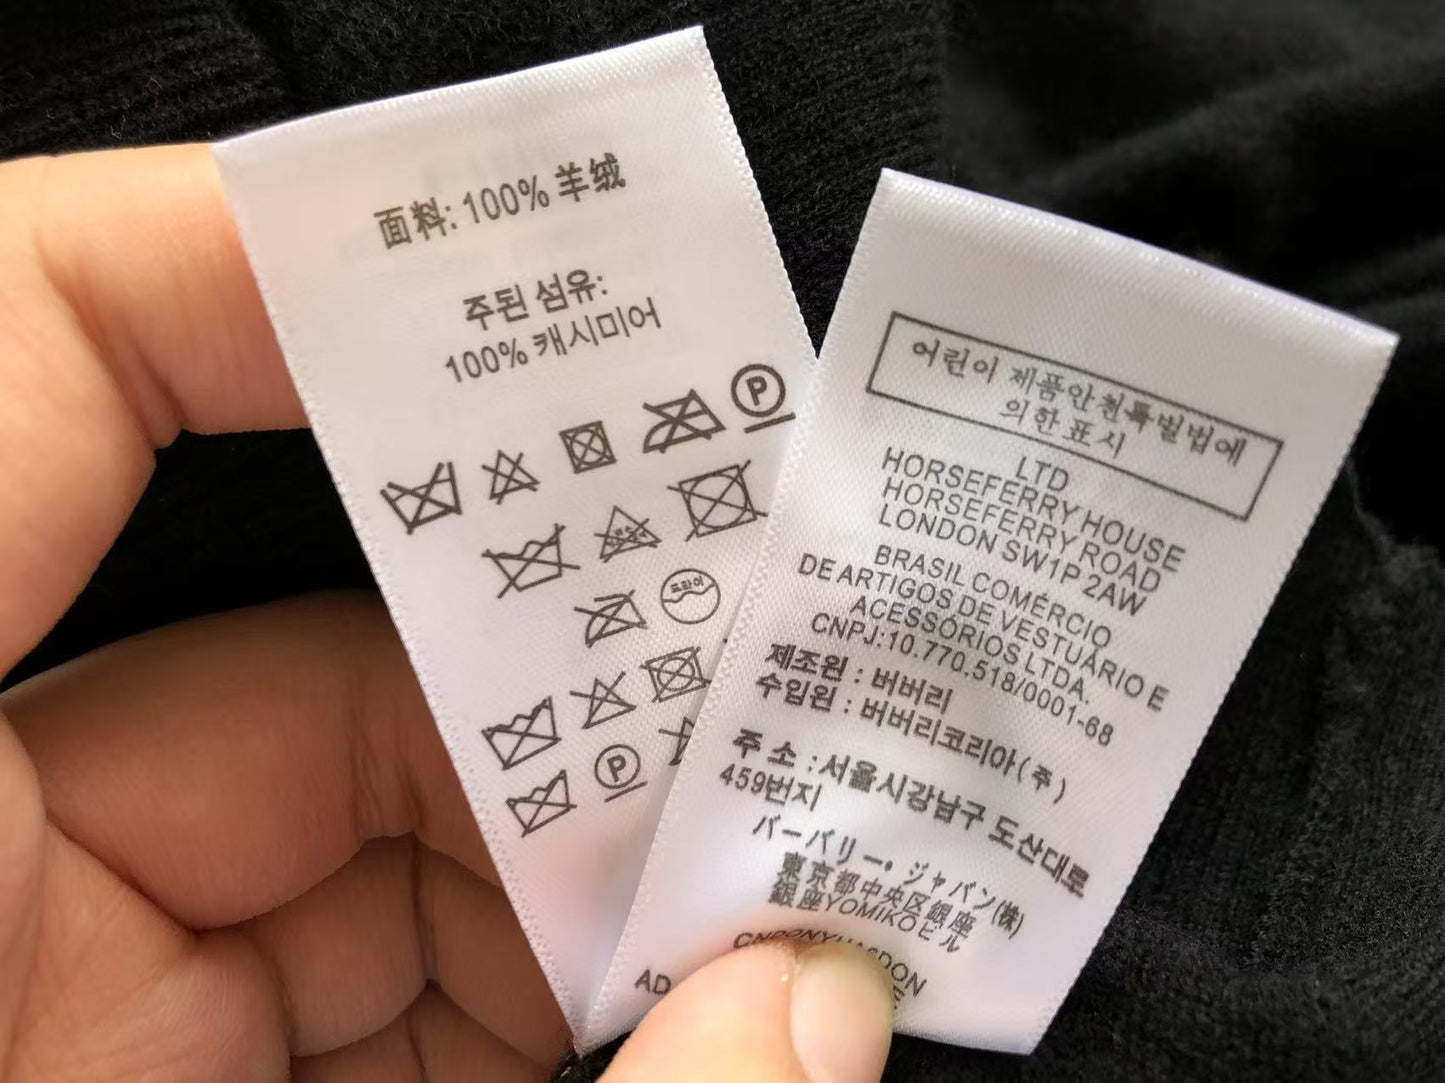 面料: 100% 羊绒
주된 섬유:
100% 캐시미어
P
드라이
P
어린이 제품안전특별법에
의한 표시
LTD
HORSEFERRY HOUSE
HORSEFERRY ROAD
LONDON SW1P 2AW
BRASIL COMÉRCIO
DE ARTIGOS DE VESTUÁRIO E
ACESSÓRIOS LTDA.
CNPJ:10.770.518/0001-68
제조원 : 버버리
수입원 : 버버리코리아(주)
주 소 :서울시강남구 도산대로
459번지
バーバリー・ジャパン(株)
東京都中央区銀座
銀座YOMIKOビル
AD